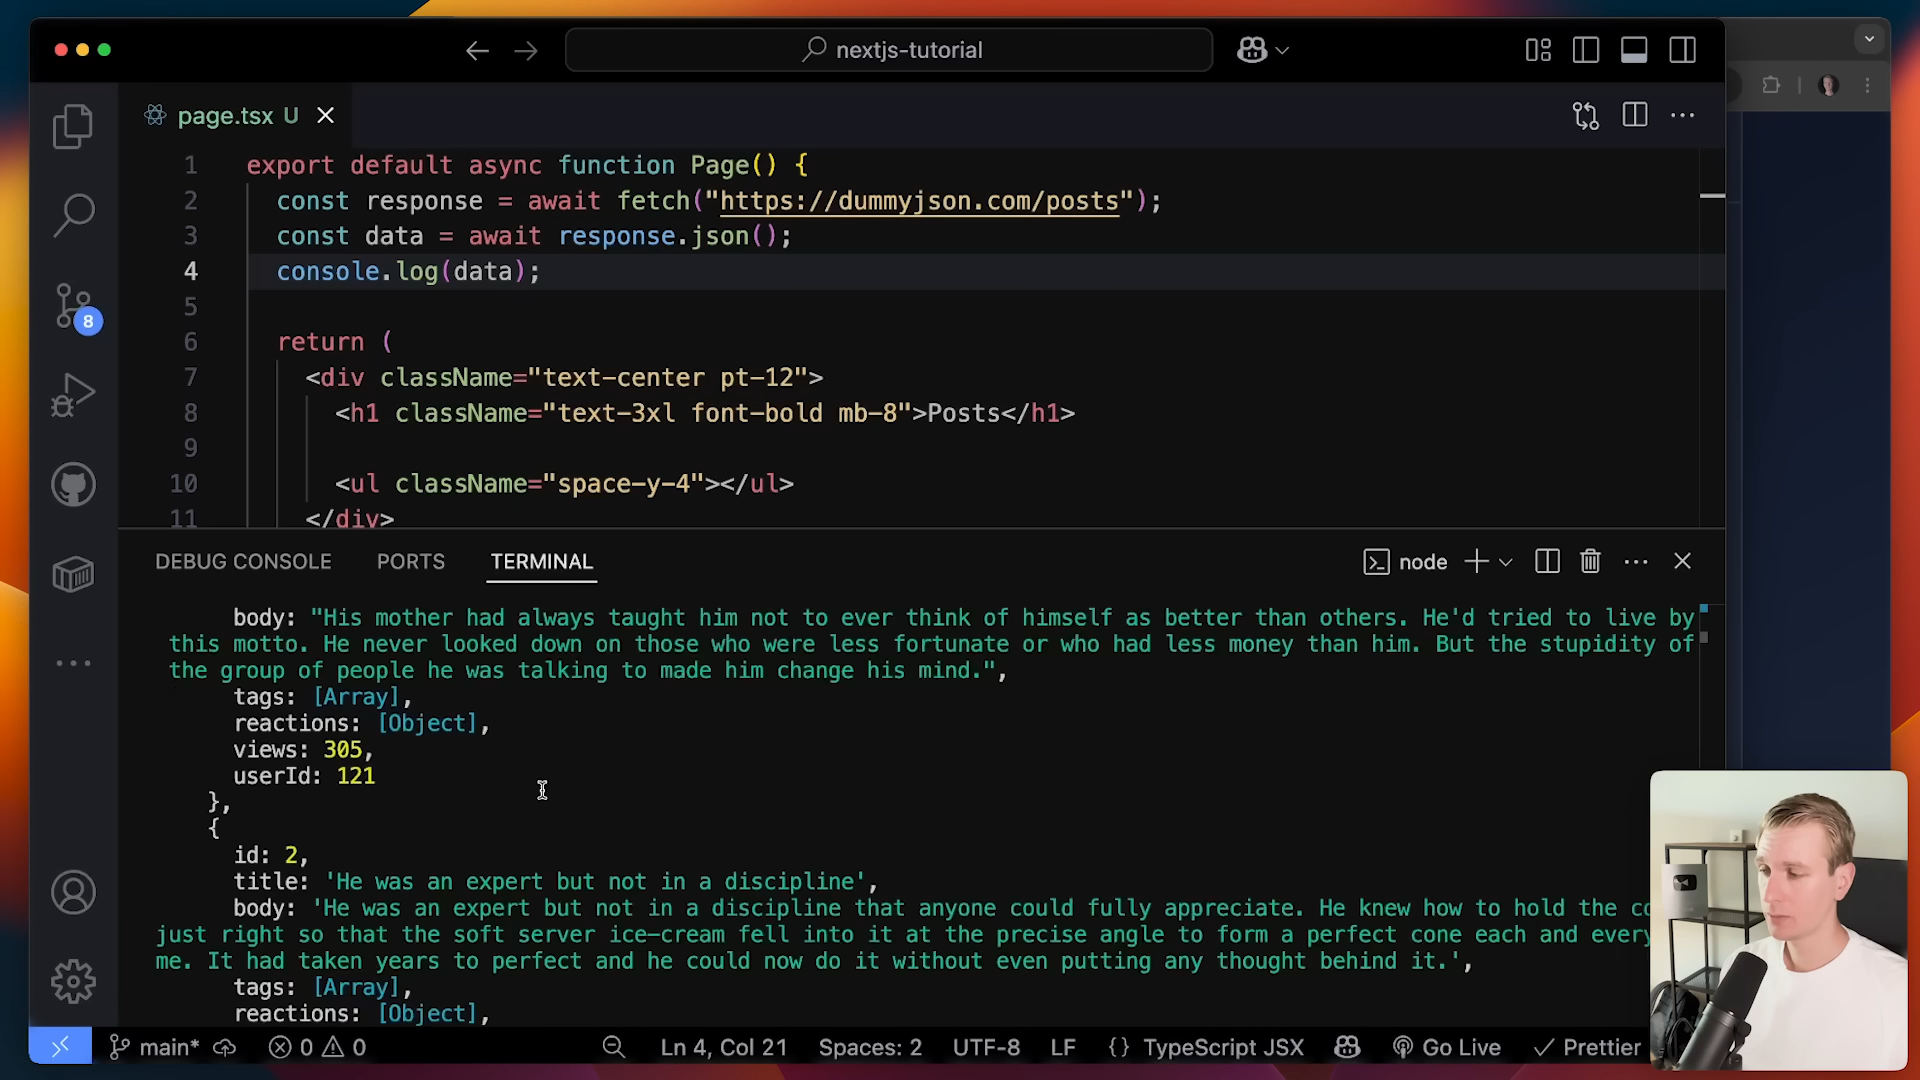 nextjs-tutorial
page.tsx U
1 export default async function Page() {
2 const response = await fetch("https://dummyjson.com/posts");
3 const data = await response.json();
4 console.log(data);
5
6 return (
7 <div className="text-center pt-12">
8 <h1 className="text-3xl font-bold mb-8">Posts</h1>
9
10 <ul className="space-y-4"></ul>
11 </div>
8
DEBUG CONSOLE PORTS TERMINAL node
body: "His mother had always taught him not to ever think of himself as better than others. He'd tried to live by
this motto. He never looked down on those who were less fortunate or who had less money than him. But the stupidity of
the group of people he was talking to made him change his mind.",
tags: [Array],
reactions: [Object],
views: 305,
userId: 121
},
{
id: 2,
title: 'He was an expert but not in a discipline',
body: 'He was an expert but not in a discipline that anyone could fully appreciate. He knew how to hold the
just right so that the soft server ice-cream fell into it at the precise angle to form a perfect cone each and
me. It had taken years to perfect and he could now do it without even putting any thought behind it.',
tags: [Array],
reactions: [Object],
main* 0 0 Ln 4, Col 21 Spaces: 2 UTF-8 LF {} TypeScript JSX Go Live Prettier